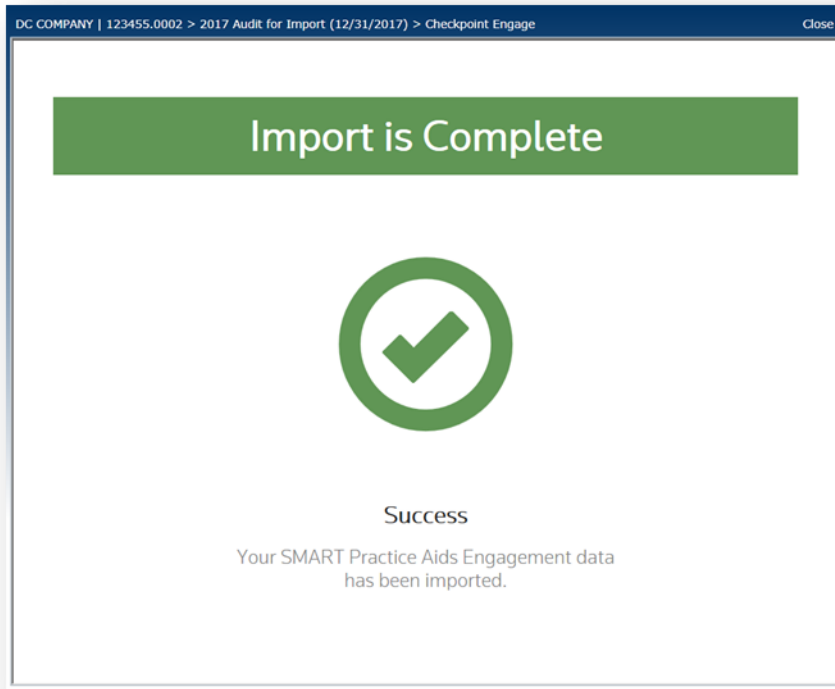 DC COMPANY | 123455.0002 > 2017 Audit for Import (12/31/2017) > Checkpoint Engage Close
Import is Complete
Success
Your SMART Practice Aids Engagement data
has been imported.